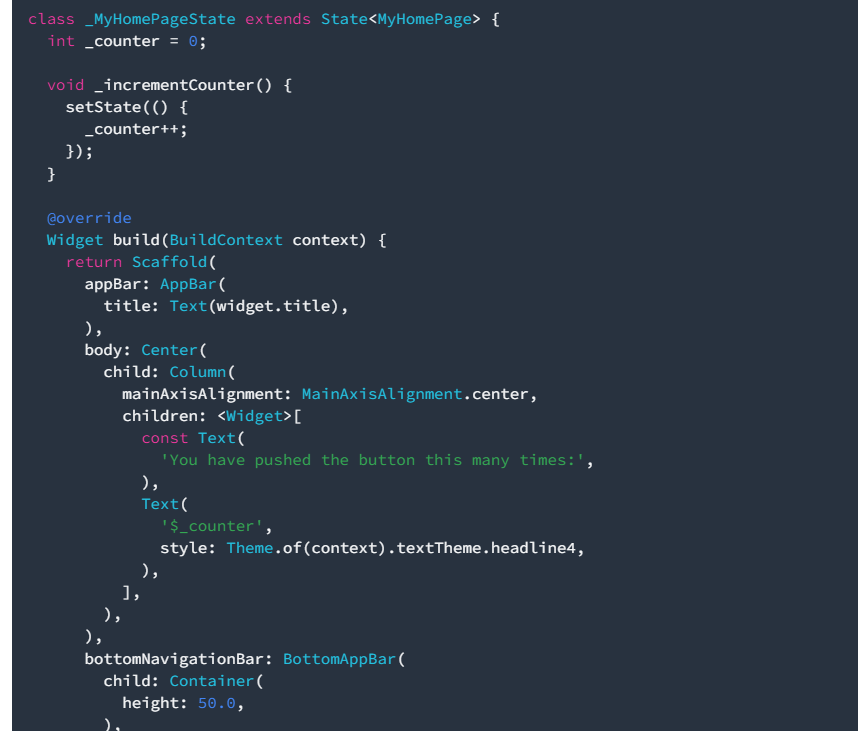 class _MyHomePageState extends State<MyHomePage> {
  int _counter = 0;

  void _incrementCounter() {
    setState(() {
      _counter++;
    });
  }

  @override
  Widget build(BuildContext context) {
    return Scaffold(
      appBar: AppBar(
        title: Text(widget.title),
      ),
      body: Center(
        child: Column(
          mainAxisAlignment: MainAxisAlignment.center,
          children: <Widget>[
            const Text(
              'You have pushed the button this many times:',
            ),
            Text(
              '$_counter',
              style: Theme.of(context).textTheme.headline4,
            ),
          ],
        ),
      ),
      bottomNavigationBar: BottomAppBar(
        child: Container(
          height: 50.0,
        ),